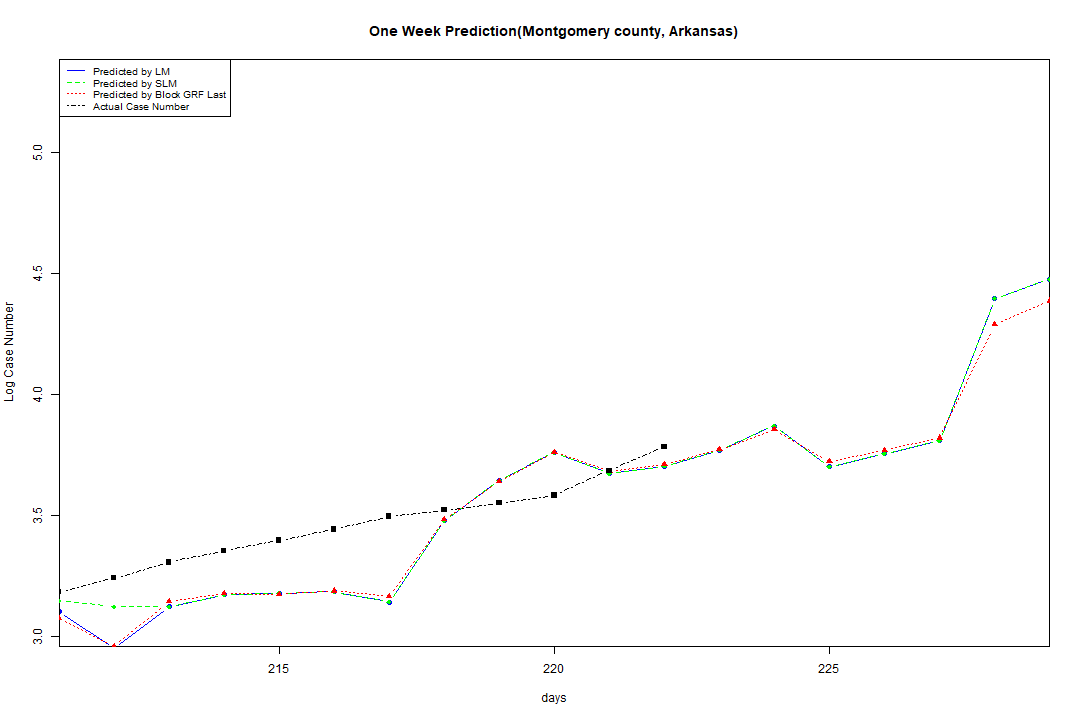 One Week Prediction(Montgomery county, Arkansas)
Predicted by LM
Predicted by SLM
Predicted by Block GRF Last
Actual Case Number
5.0
4.5
4.0
3.5
3.0
Log Case Number
215
220
225
days